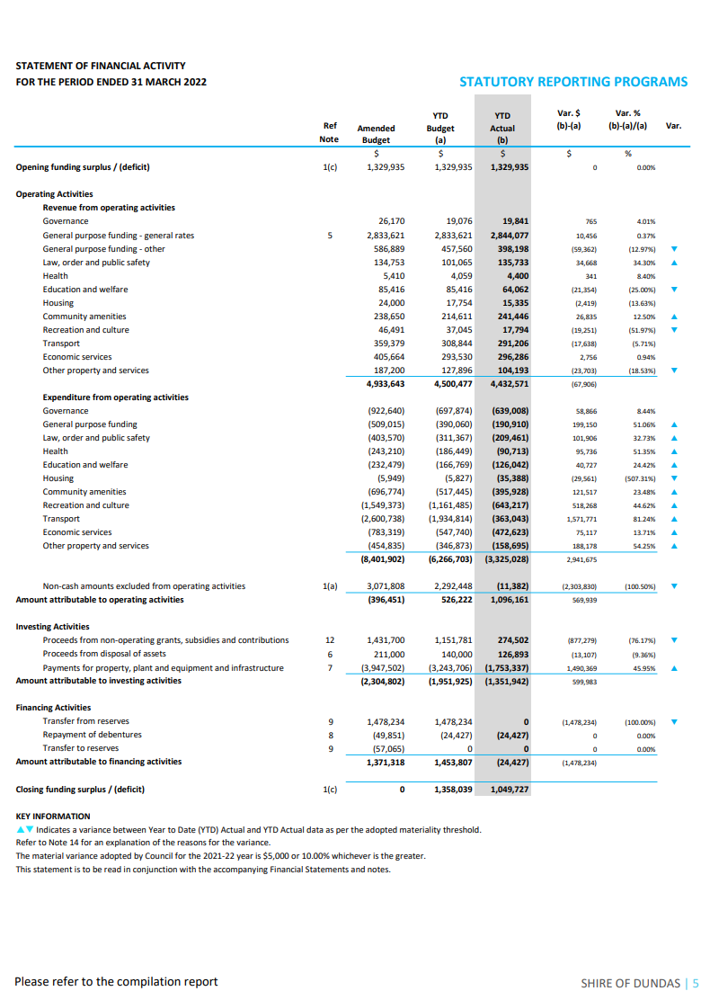 STATEMENT OF FINANCIAL ACTIVITY
FOR THE PERIOD ENDED 31 MARCH 2022
STATUTORY REPORTING PROGRAMS
Ref Note Amended Budget YTD Budget (a) YTD Actual (b) Var. $ (b)-(a) Var. % (b)-(a)/(a) Var.
$ $ $ $ %
Opening funding surplus / (deficit) 1(c) 1,329,935 1,329,935 1,329,935 0 0.00%
Operating Activities
Revenue from operating activities
Governance 26,170 19,076 19,841 765 4.01%
General purpose funding - general rates 5 2,833,621 2,833,621 2,844,077 10,456 0.37%
General purpose funding - other 586,889 457,560 398,198 (59,362) (12.97%) ▼
Law, order and public safety 134,753 101,065 135,733 34,668 34.30% ▲
Health 5,410 4,059 4,400 341 8.40%
Education and welfare 85,416 85,416 64,062 (21,354) (25.00%) ▼
Housing 24,000 17,754 15,335 (2,419) (13.63%)
Community amenities 238,650 214,611 241,446 26,835 12.50% ▲
Recreation and culture 46,491 37,045 17,794 (19,251) (51.97%) ▼
Transport 359,379 308,844 291,206 (17,638) (5.71%)
Economic services 405,664 293,530 296,286 2,756 0.94%
Other property and services 187,200 127,896 104,193 (23,703) (18.53%) ▼
4,933,643 4,500,477 4,432,571 (67,906)
Expenditure from operating activities
Governance (922,640) (697,874) (639,008) 58,866 8.44%
General purpose funding (509,015) (390,060) (190,910) 199,150 51.06% ▲
Law, order and public safety (403,570) (311,367) (209,461) 101,906 32.73% ▲
Health (243,210) (186,449) (90,713) 95,736 51.35% ▲
Education and welfare (232,479) (166,769) (126,042) 40,727 24.42% ▲
Housing (5,949) (5,827) (35,388) (29,561) (507.31%) ▼
Community amenities (696,774) (517,445) (395,928) 121,517 23.48% ▲
Recreation and culture (1,549,373) (1,161,485) (643,217) 518,268 44.62% ▲
Transport (2,600,738) (1,934,814) (363,043) 1,571,771 81.24% ▲
Economic services (783,319) (547,740) (472,623) 75,117 13.71% ▲
Other property and services (454,835) (346,873) (158,695) 188,178 54.25% ▲
(8,401,902) (6,266,703) (3,325,028) 2,941,675
Non-cash amounts excluded from operating activities 1(a) 3,071,808 2,292,448 (11,382) (2,303,830) (100.50%) ▼
Amount attributable to operating activities (396,451) 526,222 1,096,161 569,939
Investing Activities
Proceeds from non-operating grants, subsidies and contributions 12 1,431,700 1,151,781 274,502 (877,279) (76.17%) ▼
Proceeds from disposal of assets 6 211,000 140,000 126,893 (13,107) (9.36%)
Payments for property, plant and equipment and infrastructure 7 (3,947,502) (3,243,706) (1,753,337) 1,490,369 45.95% ▲
Amount attributable to investing activities (2,304,802) (1,951,925) (1,351,942) 599,983
Financing Activities
Transfer from reserves 9 1,478,234 1,478,234 0 (1,478,234) (100.00%) ▼
Repayment of debentures 8 (49,851) (24,427) (24,427) 0 0.00%
Transfer to reserves 9 (57,065) 0 0 0 0.00%
Amount attributable to financing activities 1,371,318 1,453,807 (24,427) (1,478,234)
Closing funding surplus / (deficit) 1(c) 0 1,358,039 1,049,727
KEY INFORMATION
▲▼ Indicates a variance between Year to Date (YTD) Actual and YTD Actual data as per the adopted materiality threshold.
Refer to Note 14 for an explanation of the reasons for the variance.
The material variance adopted by Council for the 2021-22 year is $5,000 or 10.00% whichever is the greater.
This statement is to be read in conjunction with the accompanying Financial Statements and notes.
Please refer to the compilation report
SHIRE OF DUNDAS | 5